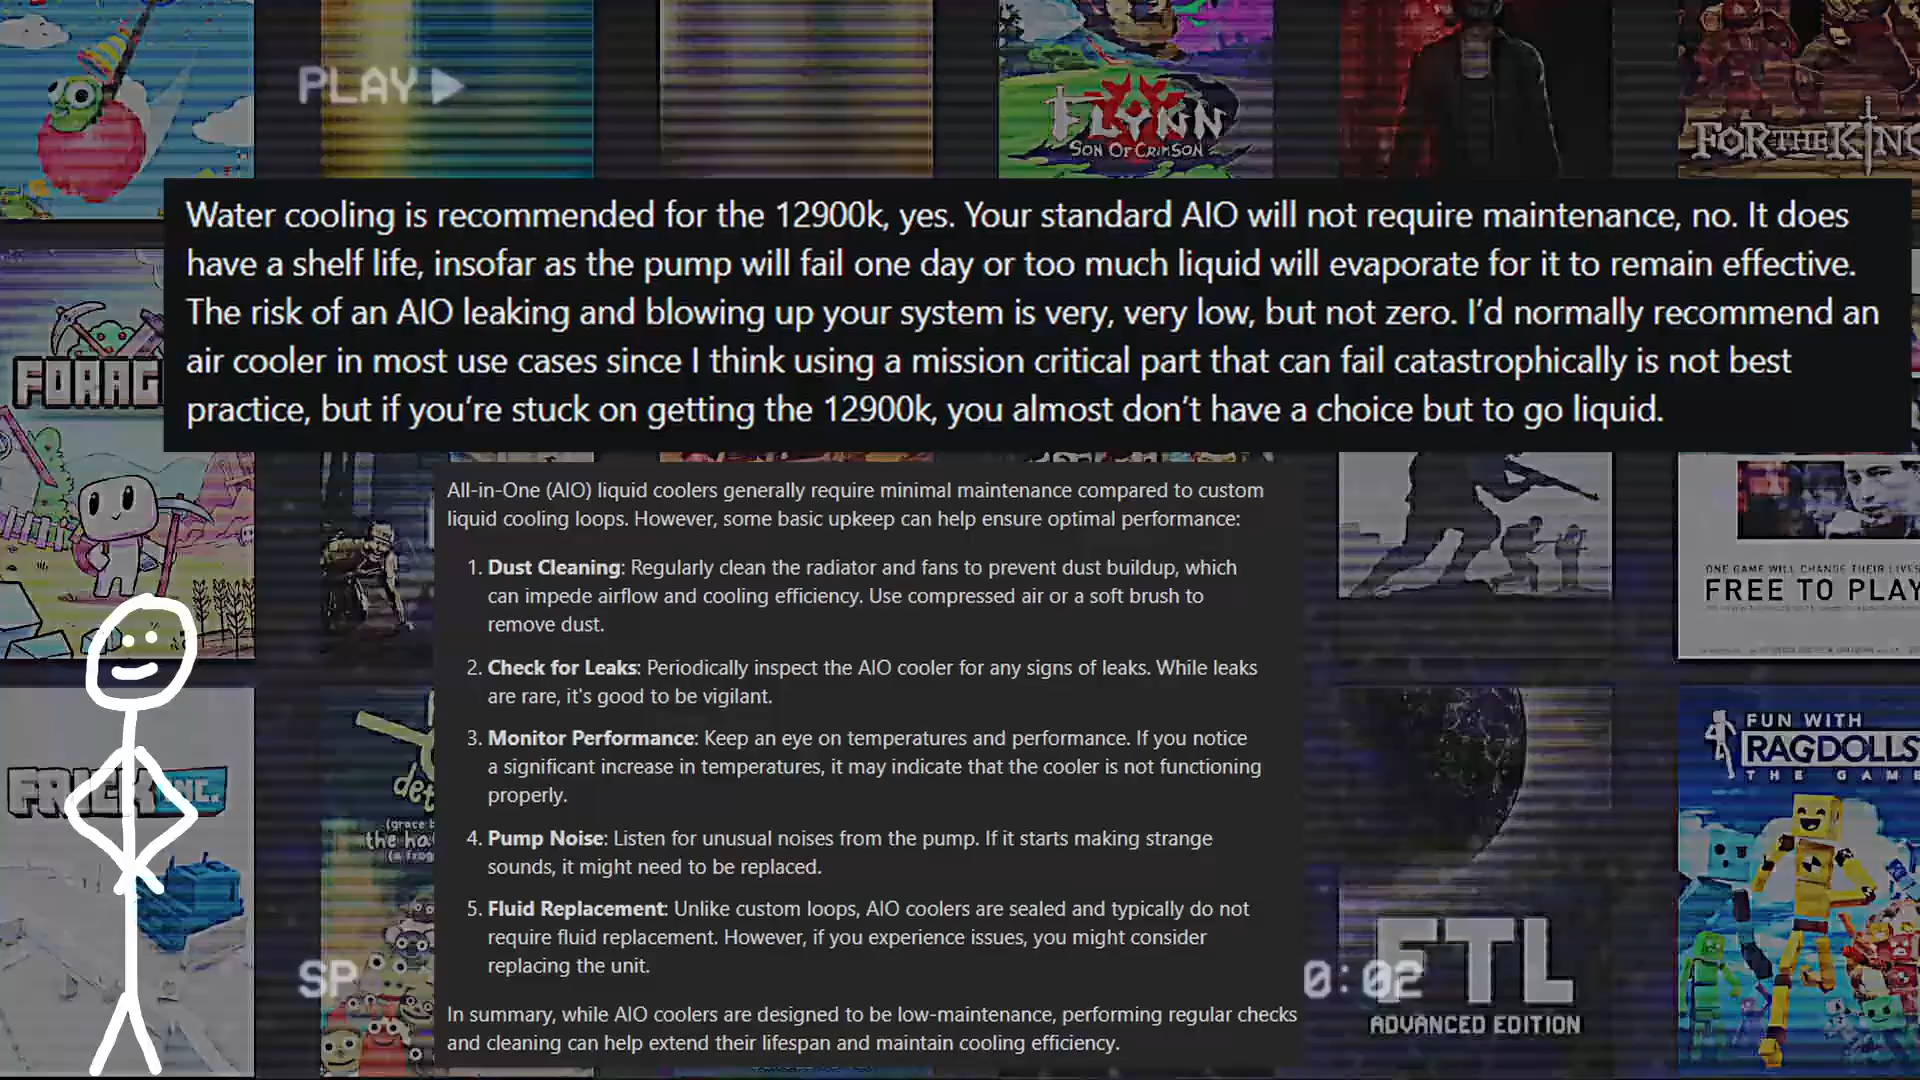 PLAY
FLYNN
SON OF CRIMSON
FOR THE KING
Water cooling is recommended for the 12900k, yes. Your standard AIO will not require maintenance, no. It does
have a shelf life, insofar as the pump will fail one day or too much liquid will evaporate for it to remain effective.
The risk of an AIO leaking and blowing up your system is very, very low, but not zero. I'd normally recommend an
air cooler in most use cases since I think using a mission critical part that can fail catastrophically is not best
practice, but if you're stuck on getting the 12900k, you almost don't have a choice but to go liquid.
FORAG
All-in-One (AIO) liquid coolers generally require minimal maintenance compared to custom
liquid cooling loops. However, some basic upkeep can help ensure optimal performance:
1. Dust Cleaning: Regularly clean the radiator and fans to prevent dust buildup, which
can impede airflow and cooling efficiency. Use compressed air or a soft brush to
remove dust.
2. Check for Leaks: Periodically inspect the AIO cooler for any signs of leaks. While leaks
are rare, it's good to be vigilant.
3. Monitor Performance: Keep an eye on temperatures and performance. If you notice
a significant increase in temperatures, it may indicate that the cooler is not functioning
properly.
4. Pump Noise: Listen for unusual noises from the pump. If it starts making strange
sounds, it might need to be replaced.
5. Fluid Replacement: Unlike custom loops, AIO coolers are sealed and typically do not
require fluid replacement. However, if you experience issues, you might consider
replacing the unit.
In summary, while AIO coolers are designed to be low-maintenance, performing regular checks
and cleaning can help extend their lifespan and maintain cooling efficiency.
ONE GAME WILL CHANGE THEIR LIVES
FREE TO PLAY
FUN WITH
RAGDOLLS
THE GAME
FRICK INC.
det
(grace
the ha
SP
0:02
FTL
ADVANCED EDITION